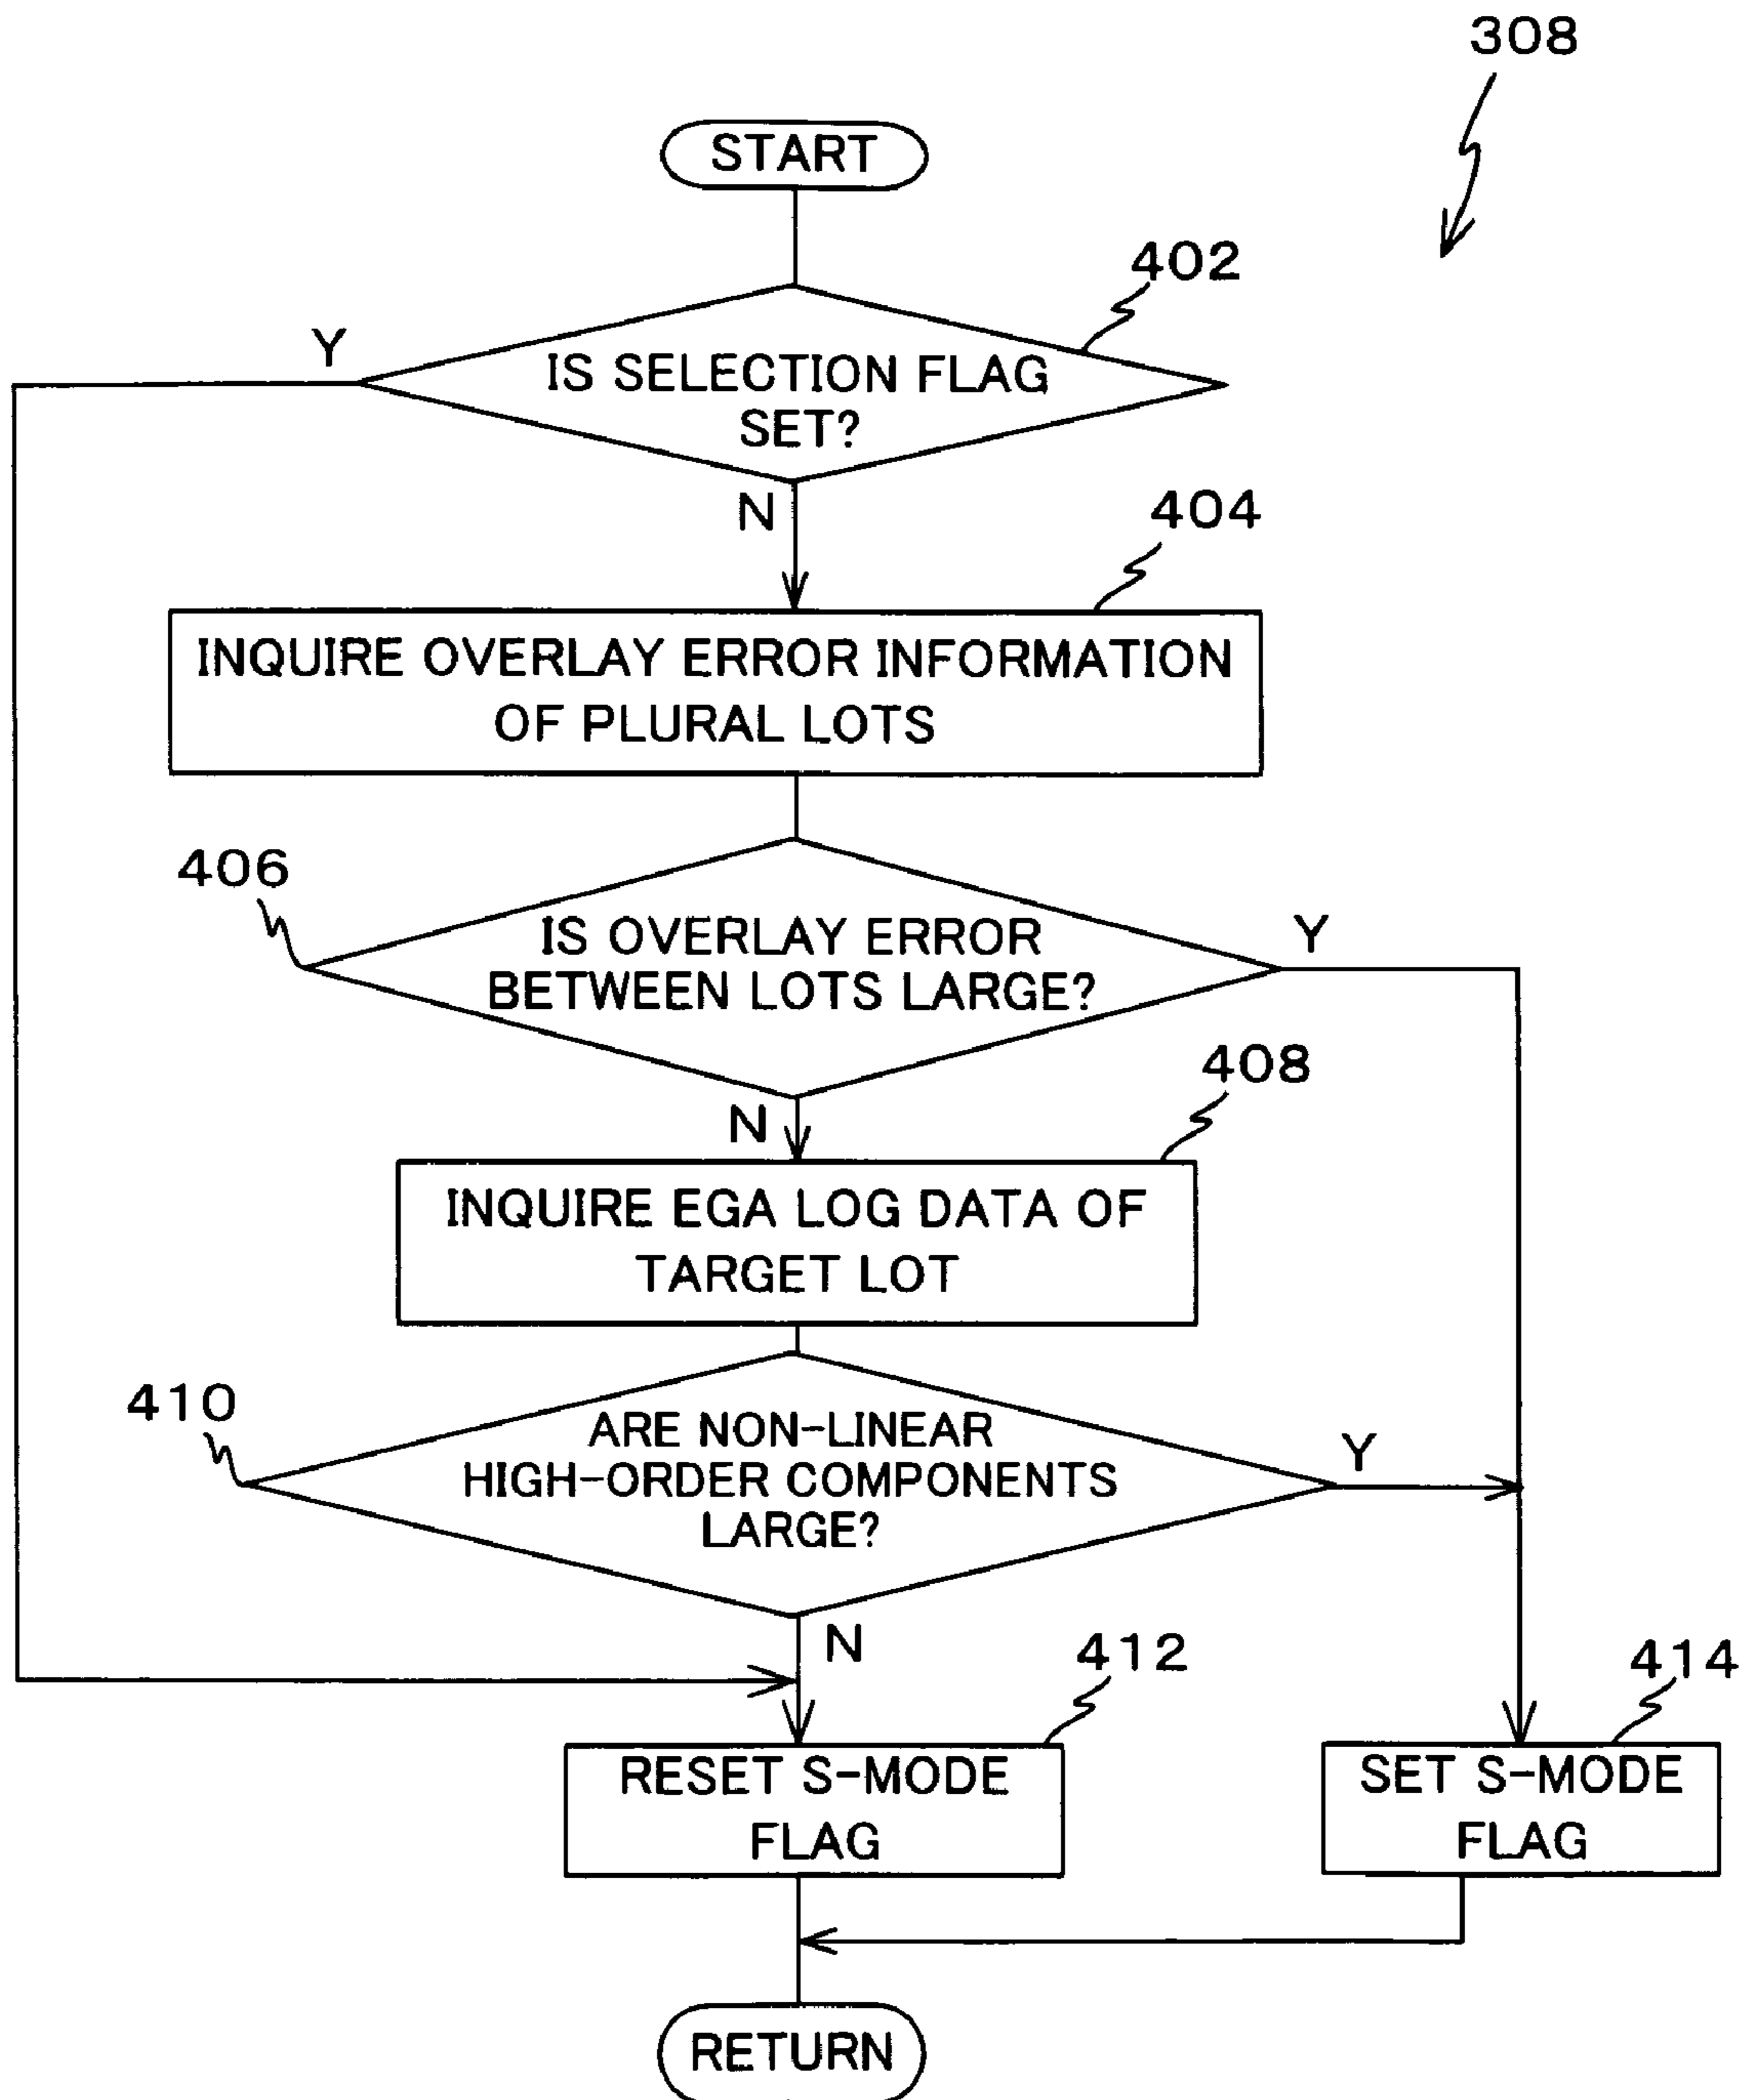 308
START
402
Y
IS SELECTION FLAG
SET?
N
404
INQUIRE OVERLAY ERROR INFORMATION
OF PLURAL LOTS
406
IS OVERLAY ERROR
BETWEEN LOTS LARGE?
Y
N
408
INQUIRE EGA LOG DATA OF
TARGET LOT
410
ARE NON-LINEAR
HIGH-ORDER COMPONENTS
LARGE?
Y
N
412
414
RESET S-MODE
FLAG
SET S-MODE
FLAG
RETURN